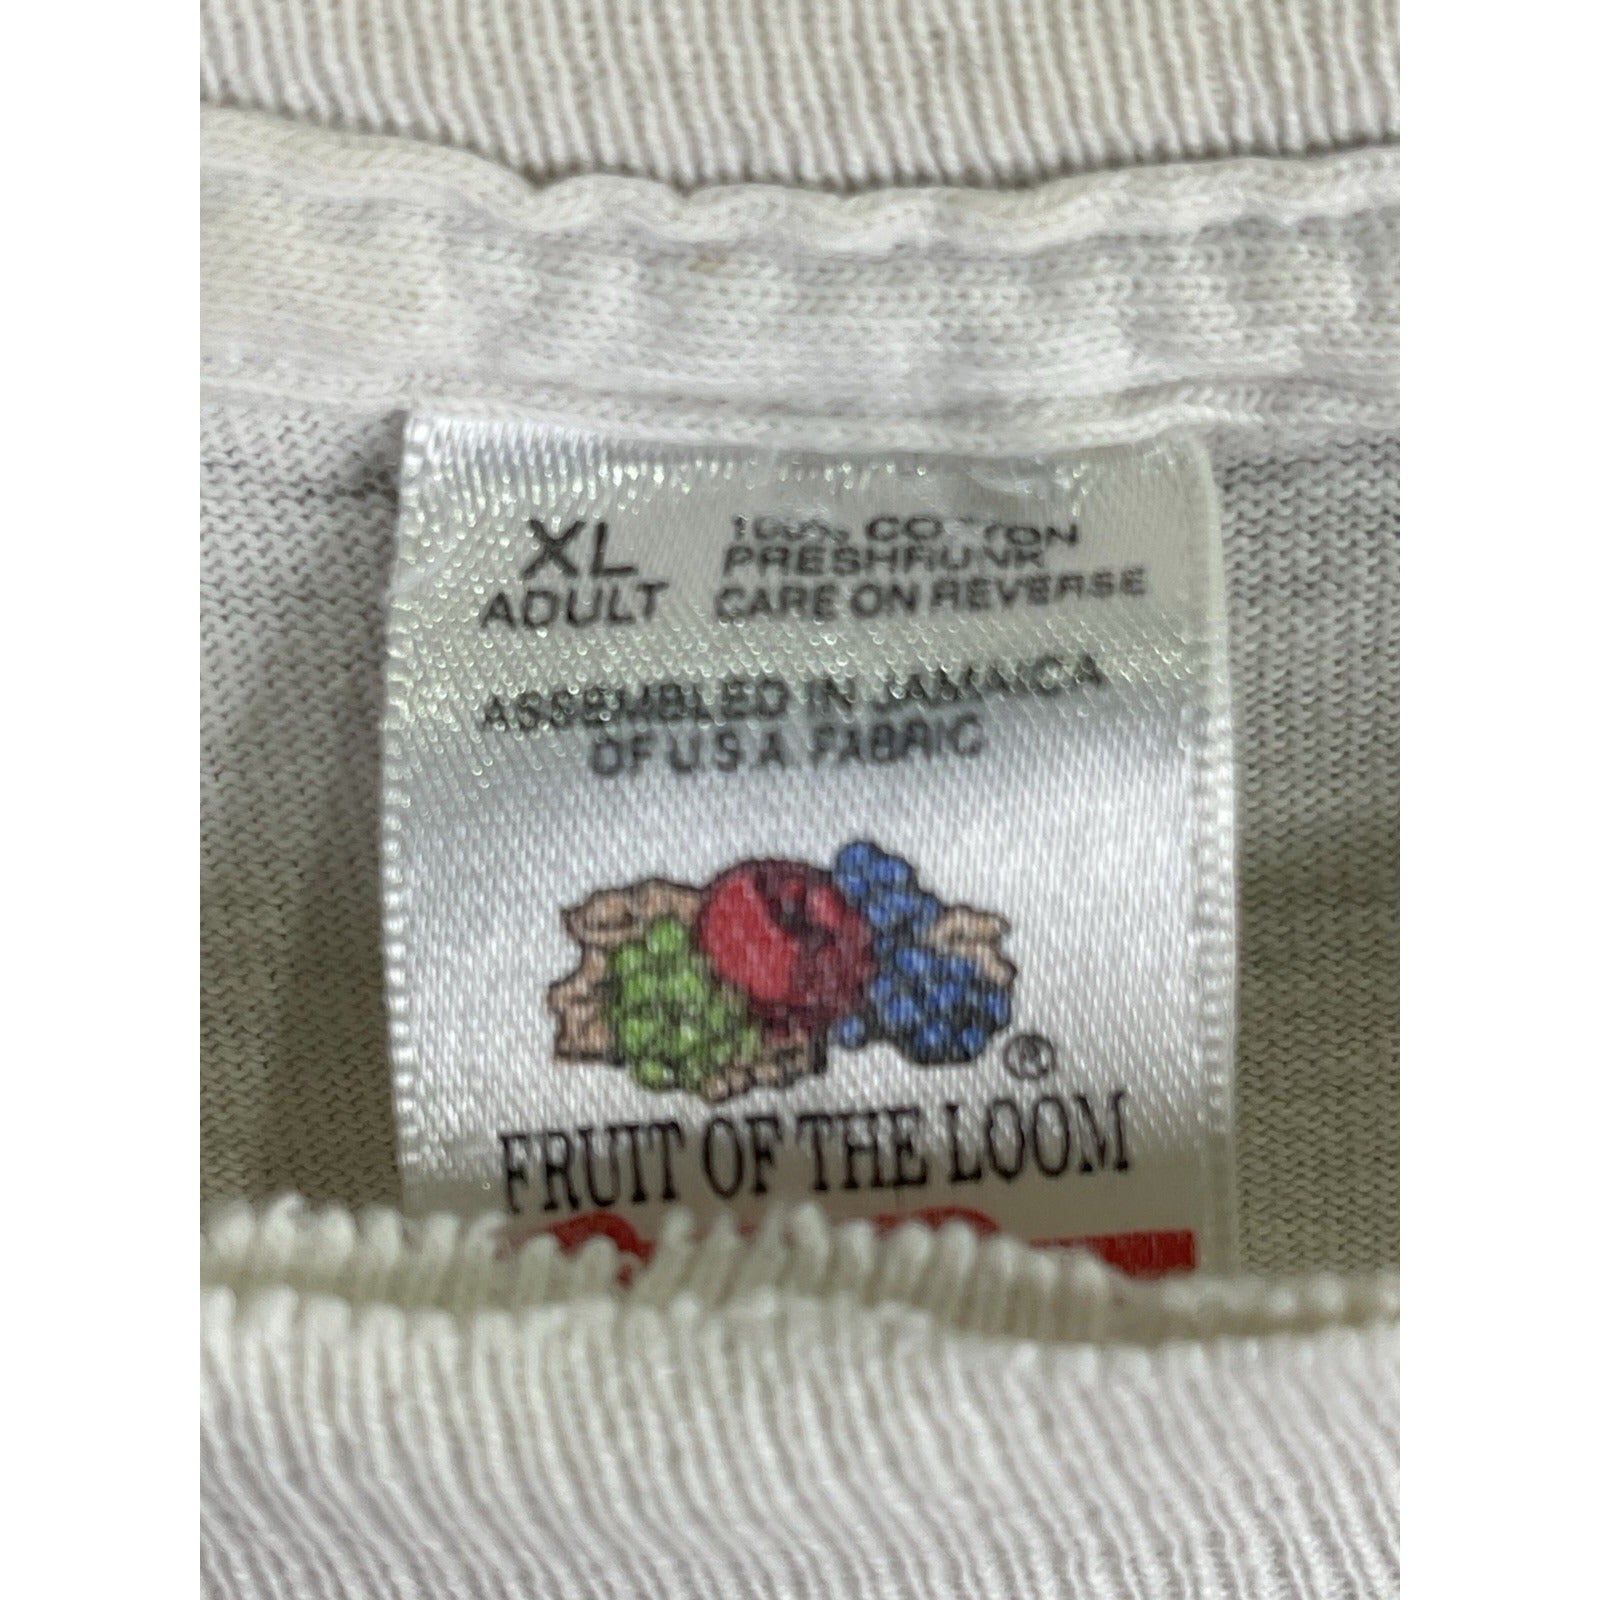 XL
ADULT
100% COTTON
PRESHRUNK
CARE ON REVERSE
ASSEMBLED IN JAMAICA
OF U.S.A. FABRIC
®
FRUIT OF THE LOOM